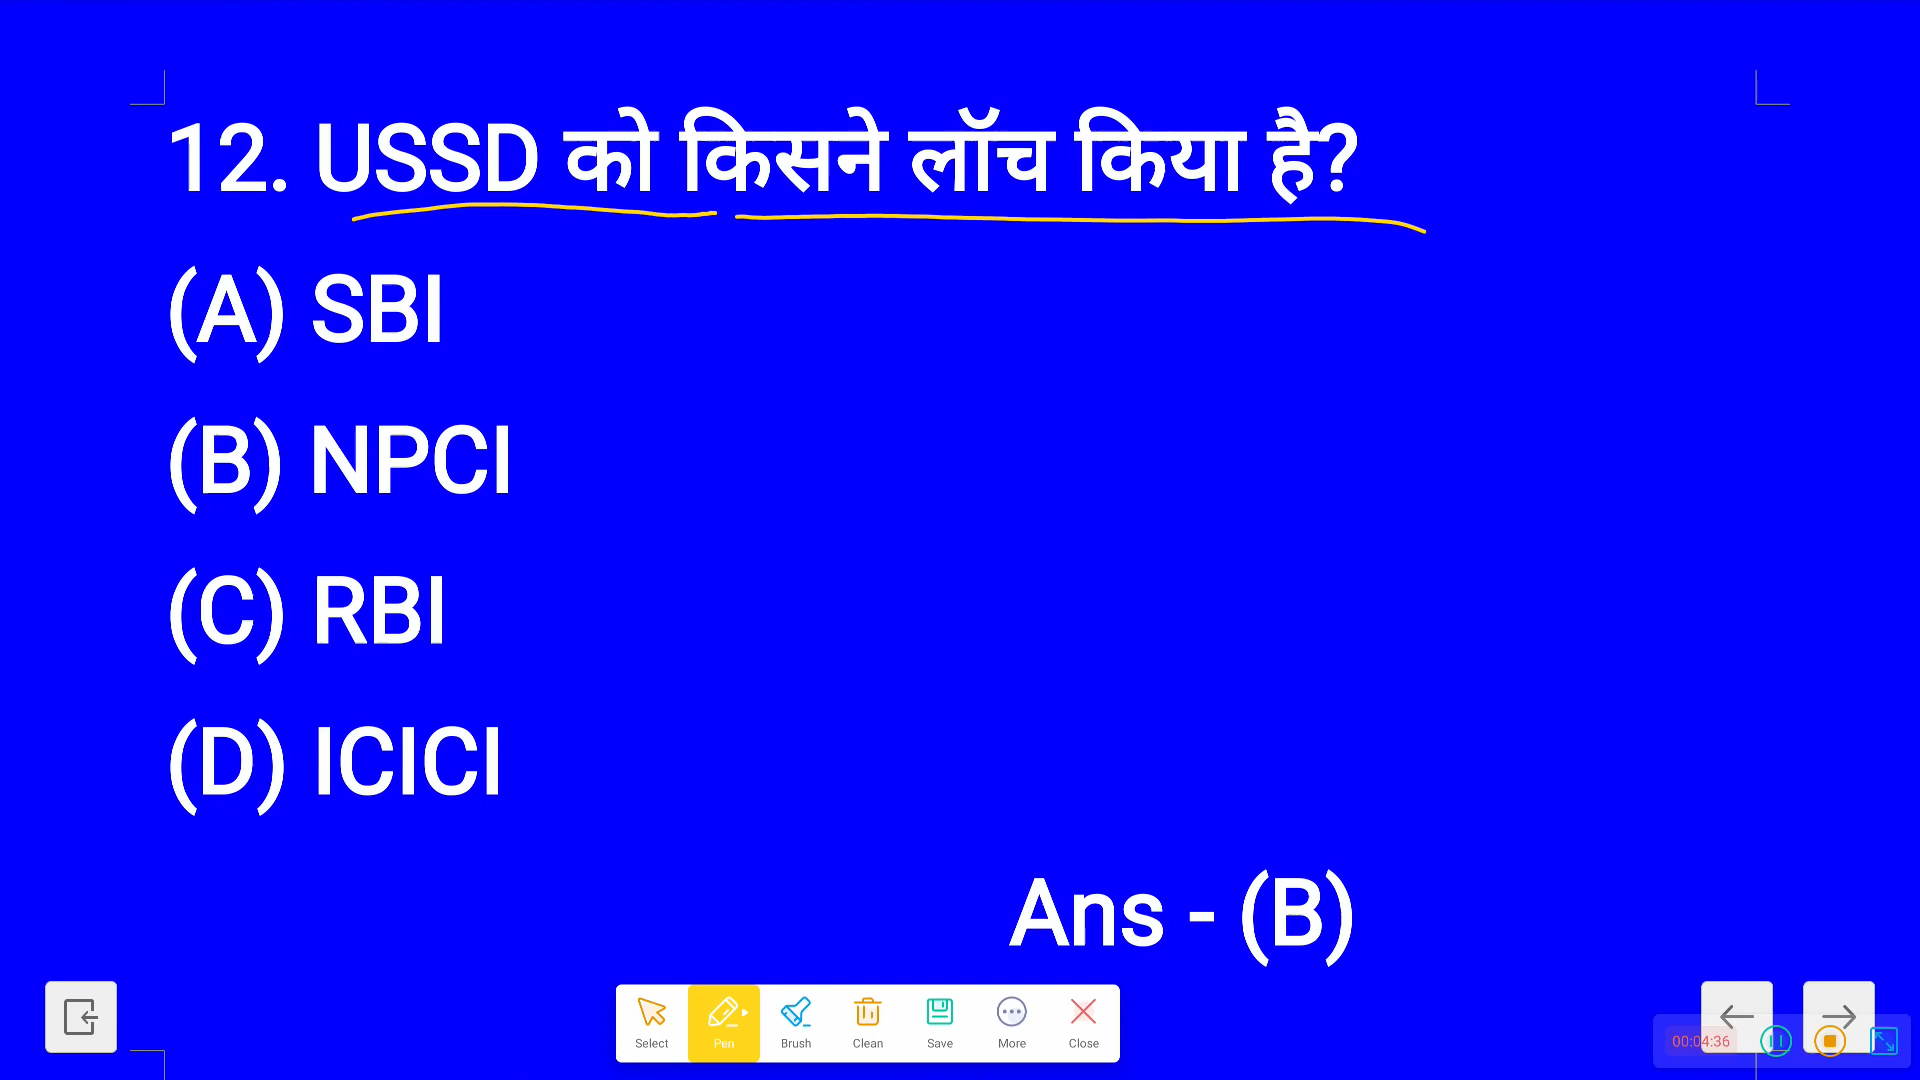 12. USSD को किसने लॉच किया है?
(A) SBI
(B) NPCI
(C) RBI
(D) ICICI
Ans - (B)
Select Pen Brush Clean Save More Close
00:04:36